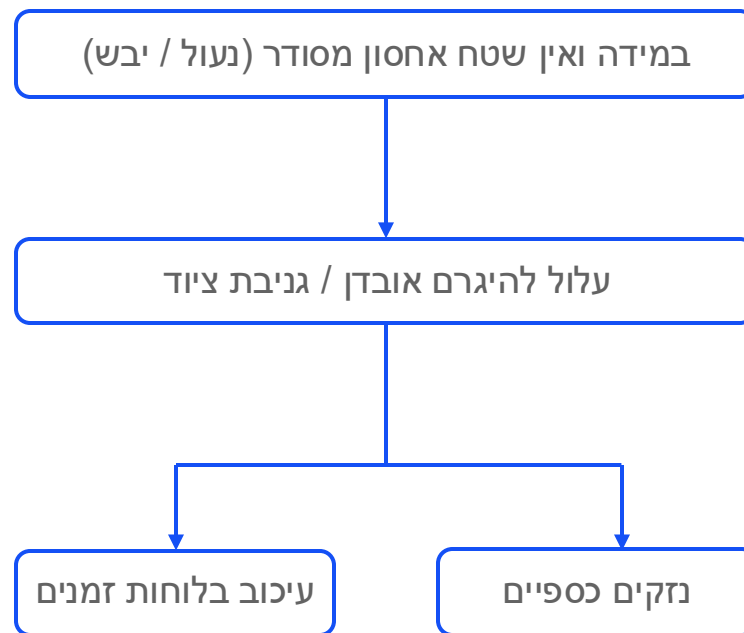 במידה ואין שטח אחסון מסודר (נעול / יבש)
עלול להיגרם אובדן / גניבת ציוד
נזקים כספיים
עיכוב בלוחות זמנים